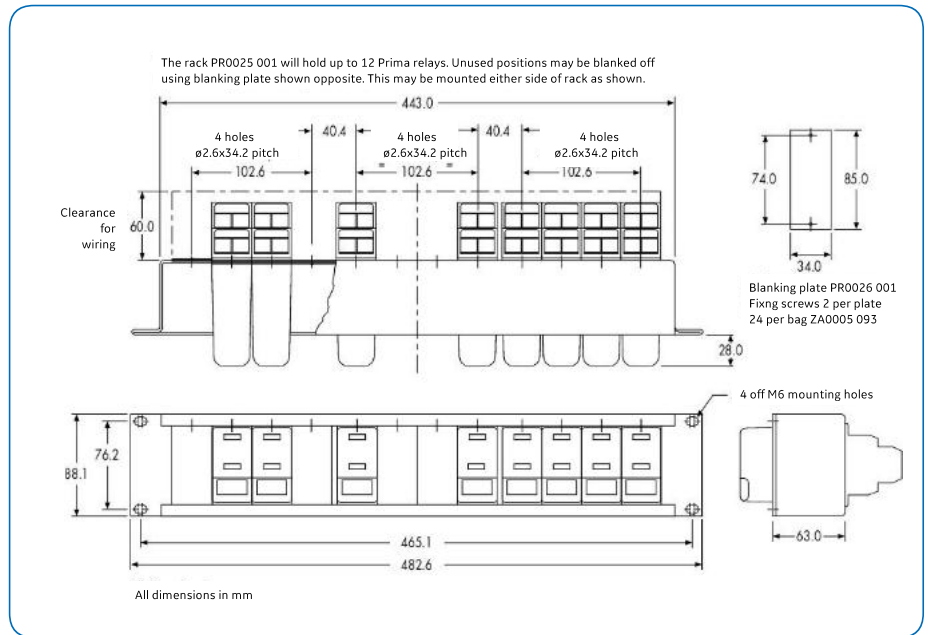 The rack PR0025 001 will hold up to 12 Prima relays. Unused positions may be blanked off
using blanking plate shown opposite. This may be mounted either side of rack as shown.
443.0
40.4
40.4
4 holes
ø2.6x34.2 pitch
102.6
4 holes
ø2.6x34.2 pitch
= 102.6 =
4 holes
ø2.6x34.2 pitch
102.6
Clearance
for
wiring
60.0
28.0
74.0
85.0
34.0
Blanking plate PR0026 001
Fixng screws 2 per plate
24 per bag ZA0005 093
4 off M6 mounting holes
88.1
76.2
63.0
465.1
482.6
All dimensions in mm